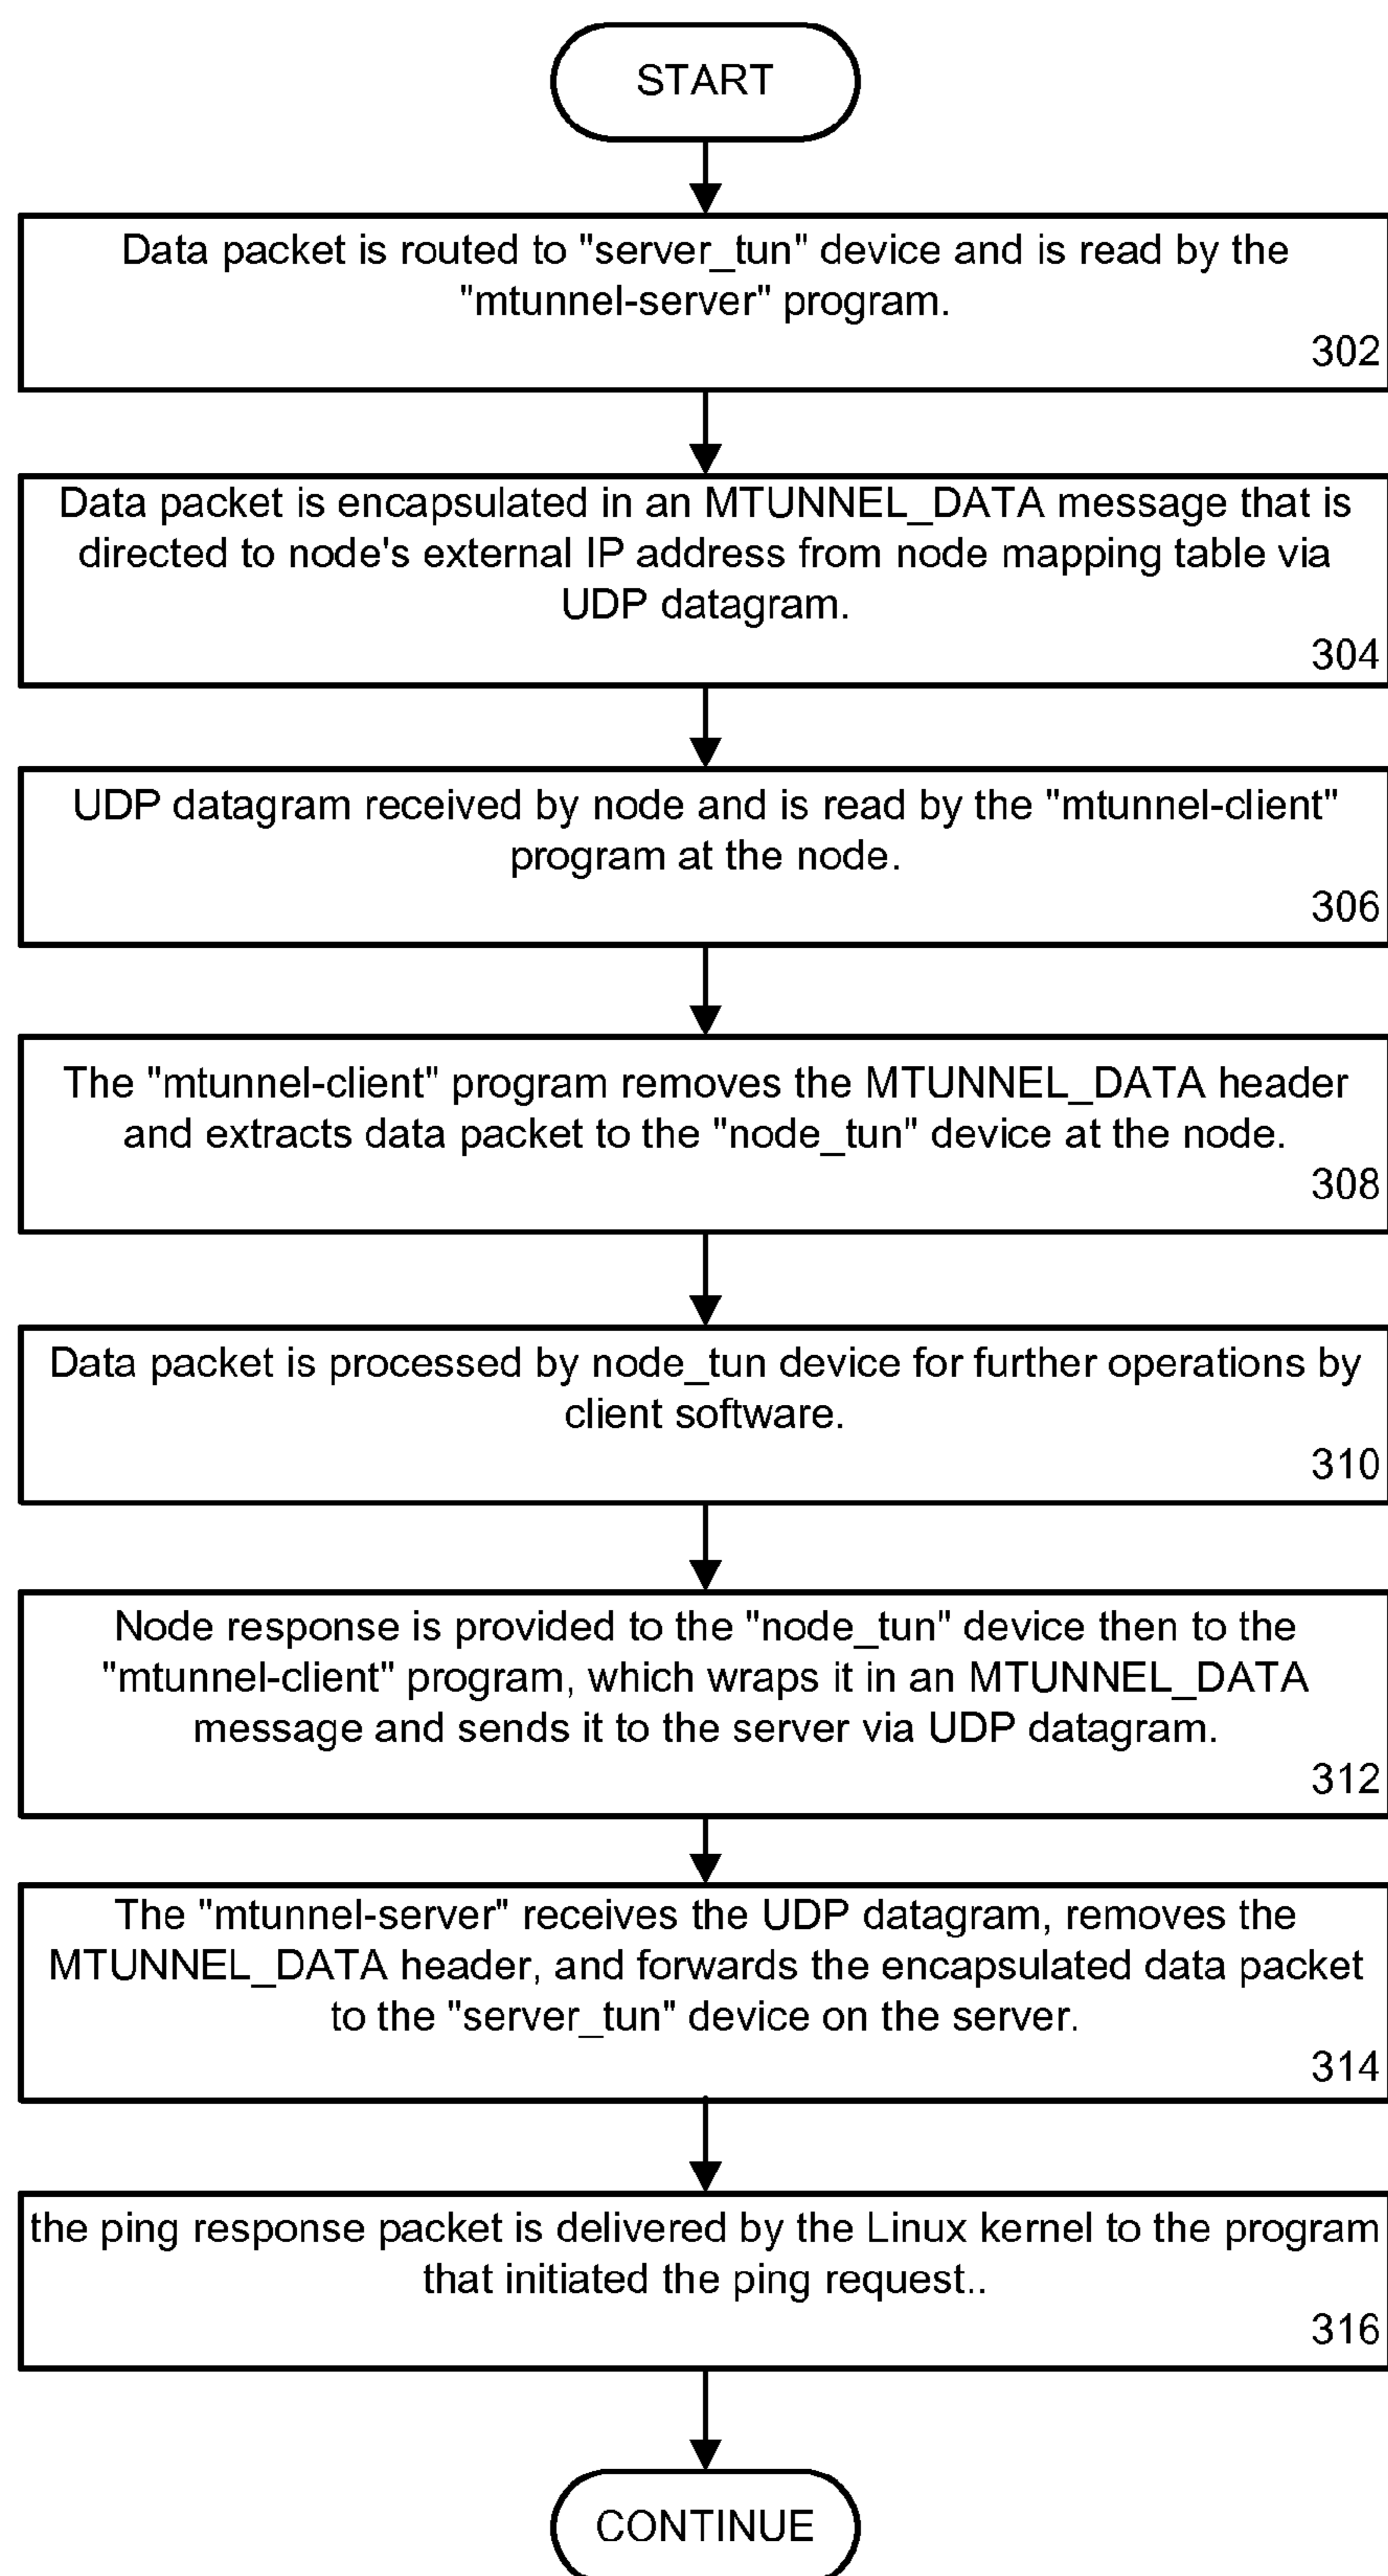 START
Data packet is routed to "server_tun" device and is read by the
"mtunnel-server" program.
302
Data packet is encapsulated in an MTUNNEL_DATA message that is
directed to node's external IP address from node mapping table via
UDP datagram.
304
UDP datagram received by node and is read by the "mtunnel-client"
program at the node.
306
The "mtunnel-client" program removes the MTUNNEL_DATA header
and extracts data packet to the "node_tun" device at the node.
308
Data packet is processed by node_tun device for further operations by
client software.
310
Node response is provided to the "node_tun" device then to the
"mtunnel-client" program, which wraps it in an MTUNNEL_DATA
message and sends it to the server via UDP datagram.
312
The "mtunnel-server" receives the UDP datagram, removes the
MTUNNEL_DATA header, and forwards the encapsulated data packet
to the "server_tun" device on the server.
314
the ping response packet is delivered by the Linux kernel to the program
that initiated the ping request..
316
CONTINUE